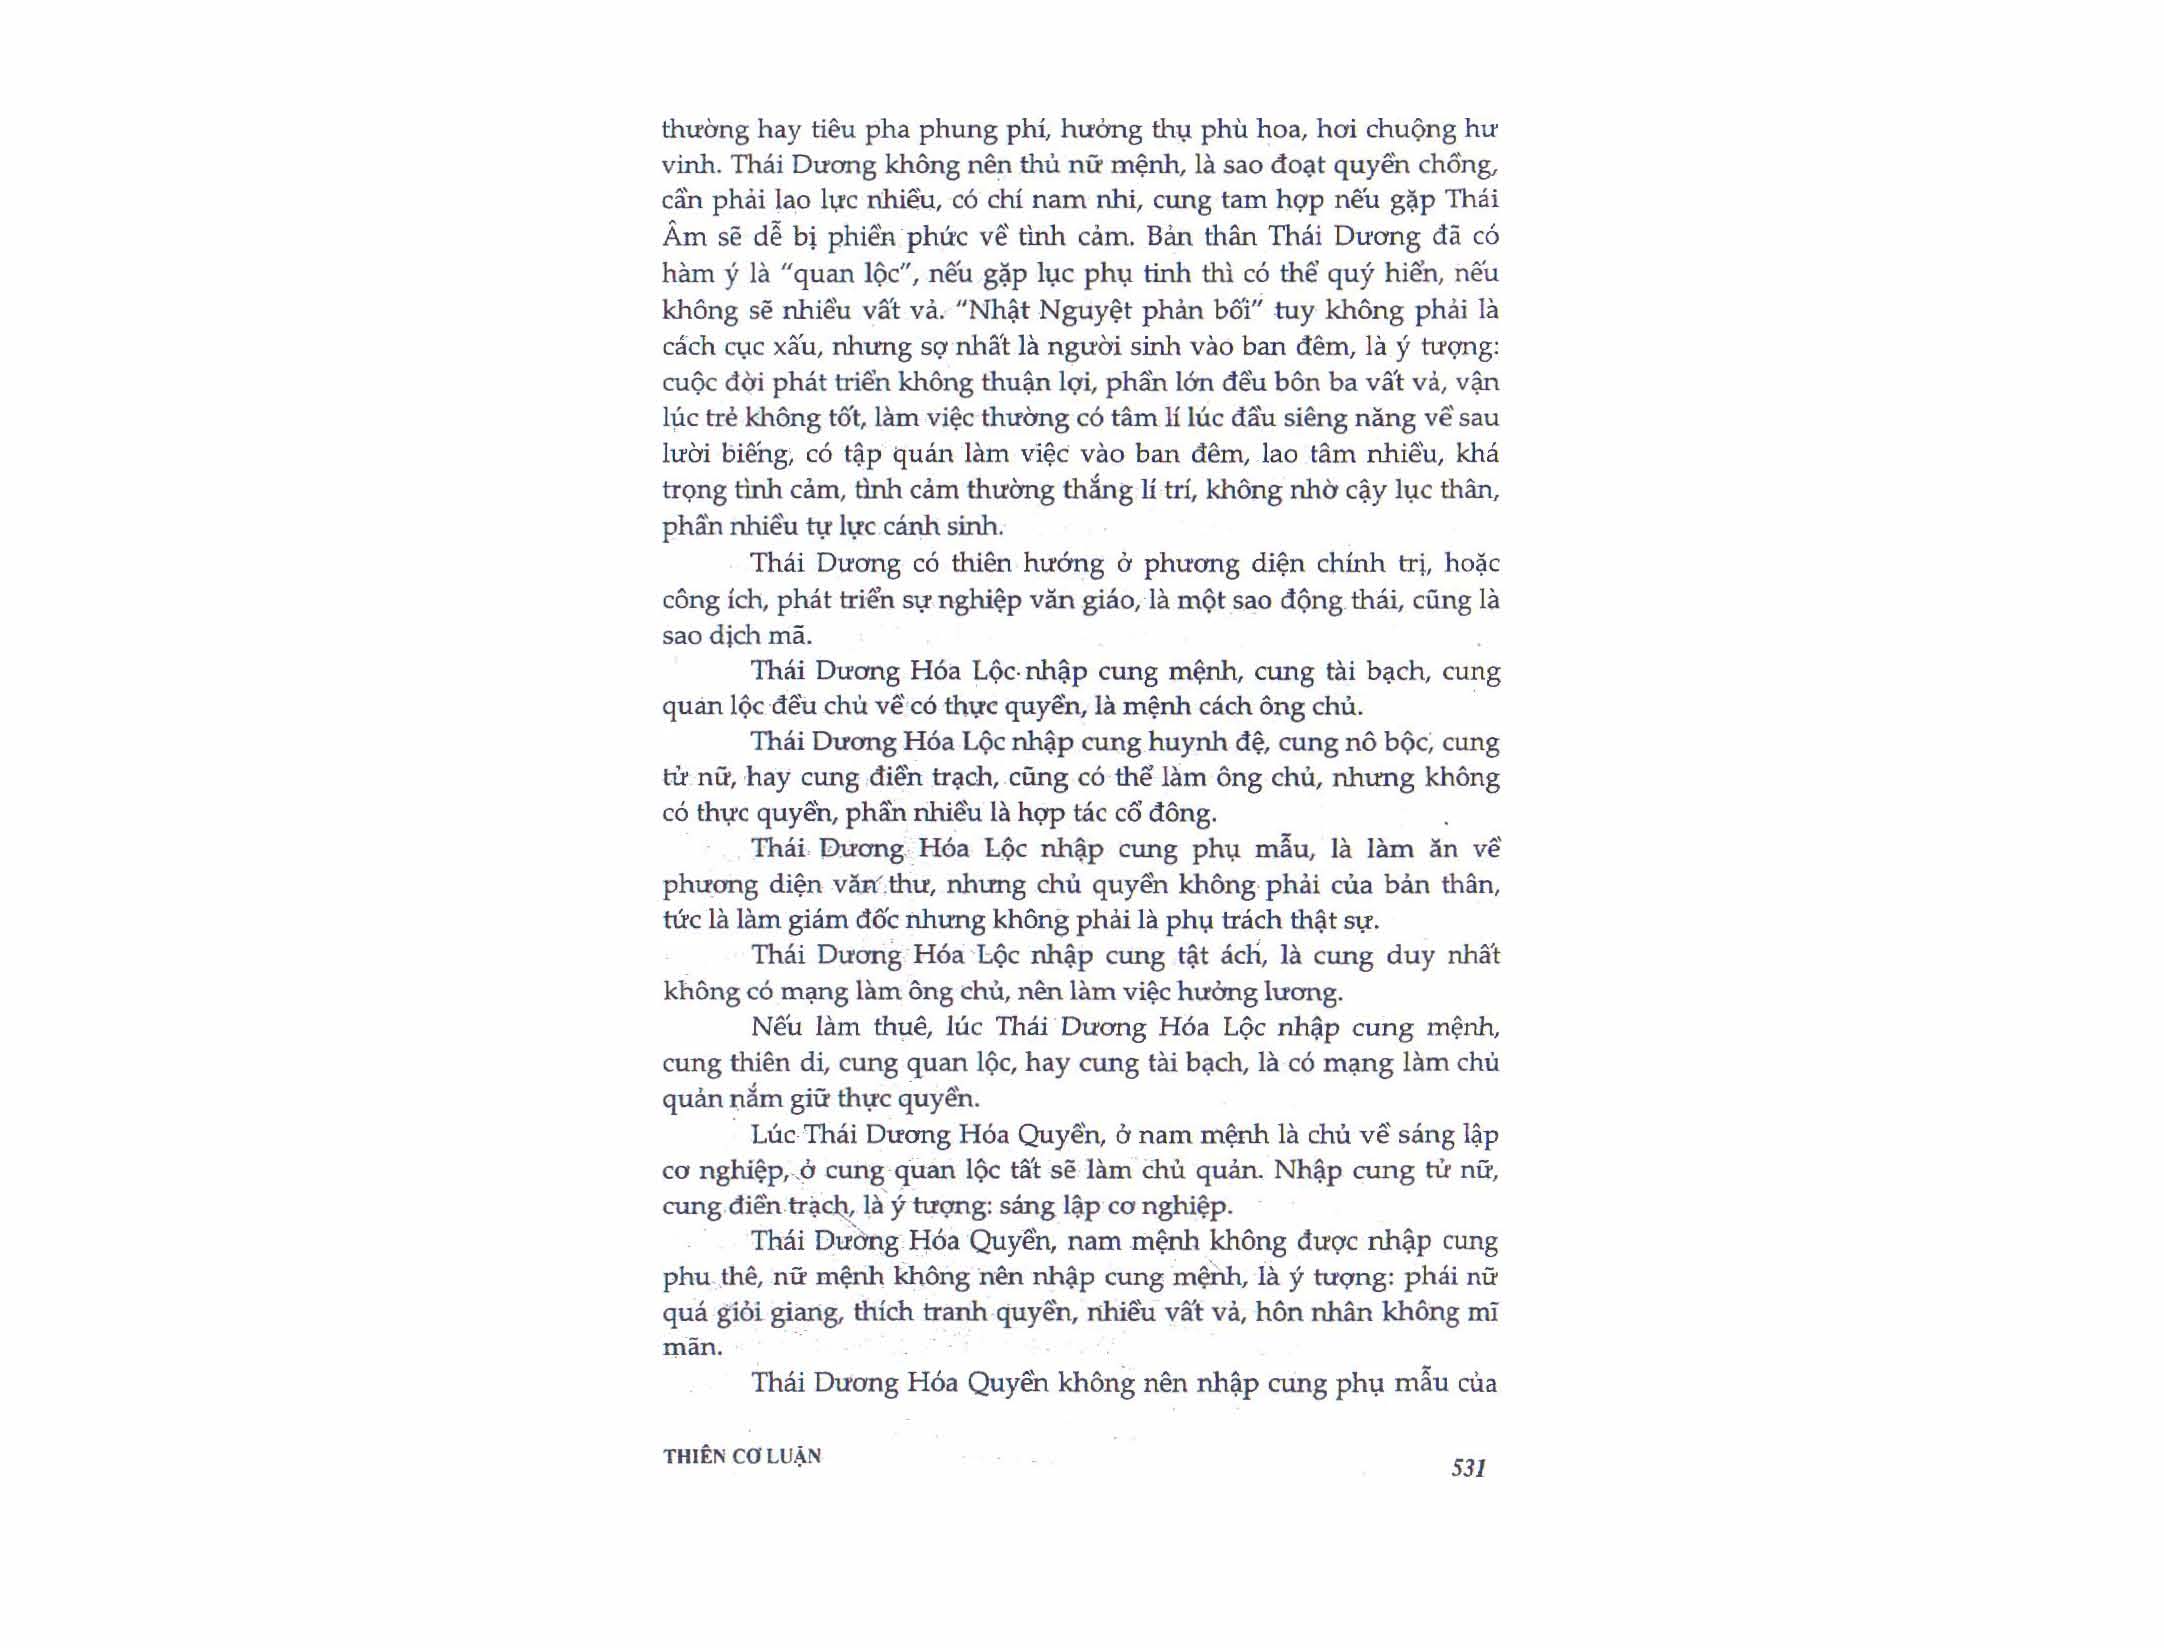 thường hay tiêu pha phung phí, hưởng thụ phù hoa, hơi chuộng hư
vinh. Thái Dương không nên thủ nữ mệnh, là sao đoạt quyền chồng,
cần phải lao lực nhiều, có chí nam nhi, cung tam hợp nếu gặp Thái
Âm sẽ dễ bị phiền phức về tình cảm. Bản thân Thái Dương đã có
hàm ý là "quan lộc", nếu gặp lục phụ tinh thì có thể quý hiển, nếu
không sẽ nhiều vất vả. "Nhật Nguyệt phản bối" tuy không phải là
cách cục xấu, nhưng sợ nhất là người sinh vào ban đêm, là ý tượng:
cuộc đời phát triển không thuận lợi, phần lớn đều bôn ba vất vả, vận
lúc trẻ không tốt, làm việc thường có tâm lí lúc đầu siêng năng về sau
lười biếng, có tập quán làm việc vào ban đêm, lao tâm nhiều, khá
trọng tình cảm, tình cảm thường thắng lí trí, không nhờ cậy lục thân,
phần nhiều tự lực cánh sinh.
Thái Dương có thiên hướng ở phương diện chính trị, hoặc
công ích, phát triển sự nghiệp văn giáo, là một sao động thái, cũng là
sao dịch mã.
Thái Dương Hóa Lộc nhập cung mệnh, cung tài bạch, cung
quan lộc đều chủ về có thực quyền, là mệnh cách ông chủ.
Thái Dương Hóa Lộc nhập cung huynh đệ, cung nô bộc, cung
tử nữ, hay cung điền trạch, cũng có thể làm ông chủ, nhưng không
có thực quyền, phần nhiều là hợp tác cổ đông.
Thái Dương Hóa Lộc nhập cung phụ mẫu, là làm ăn về
phương diện văn thư, nhưng chủ quyền không phải của bản thân,
tức là làm giám đốc nhưng không phải là phụ trách thật sự.
Thái Dương Hóa Lộc nhập cung tật ách, là cung duy nhất
không có mạng làm ông chủ, nên làm việc hưởng lương.
Nếu làm thuê, lúc Thái Dương Hóa Lộc nhập cung mệnh,
cung thiên di, cung quan lộc, hay cung tài bạch, là có mạng làm chủ
quản nắm giữ thực quyền.
Lúc Thái Dương Hóa Quyền, ở nam mệnh là chủ về sáng lập
cơ nghiệp, ở cung quan lộc tất sẽ làm chủ quản. Nhập cung tử nữ,
cung điền trạch, là ý tượng: sáng lập cơ nghiệp.
Thái Dường Hóa Quyền, nam mệnh không được nhập cung
phu thê, nữ mệnh không nên nhập cung mệnh, là ý tượng: phái nữ
quá giỏi giang, thích tranh quyền, nhiều vất vả, hôn nhân không mĩ
mãn.
Thái Dương Hóa Quyền không nên nhập cung phụ mẫu của
THIÊN CƠ LUẬN
531